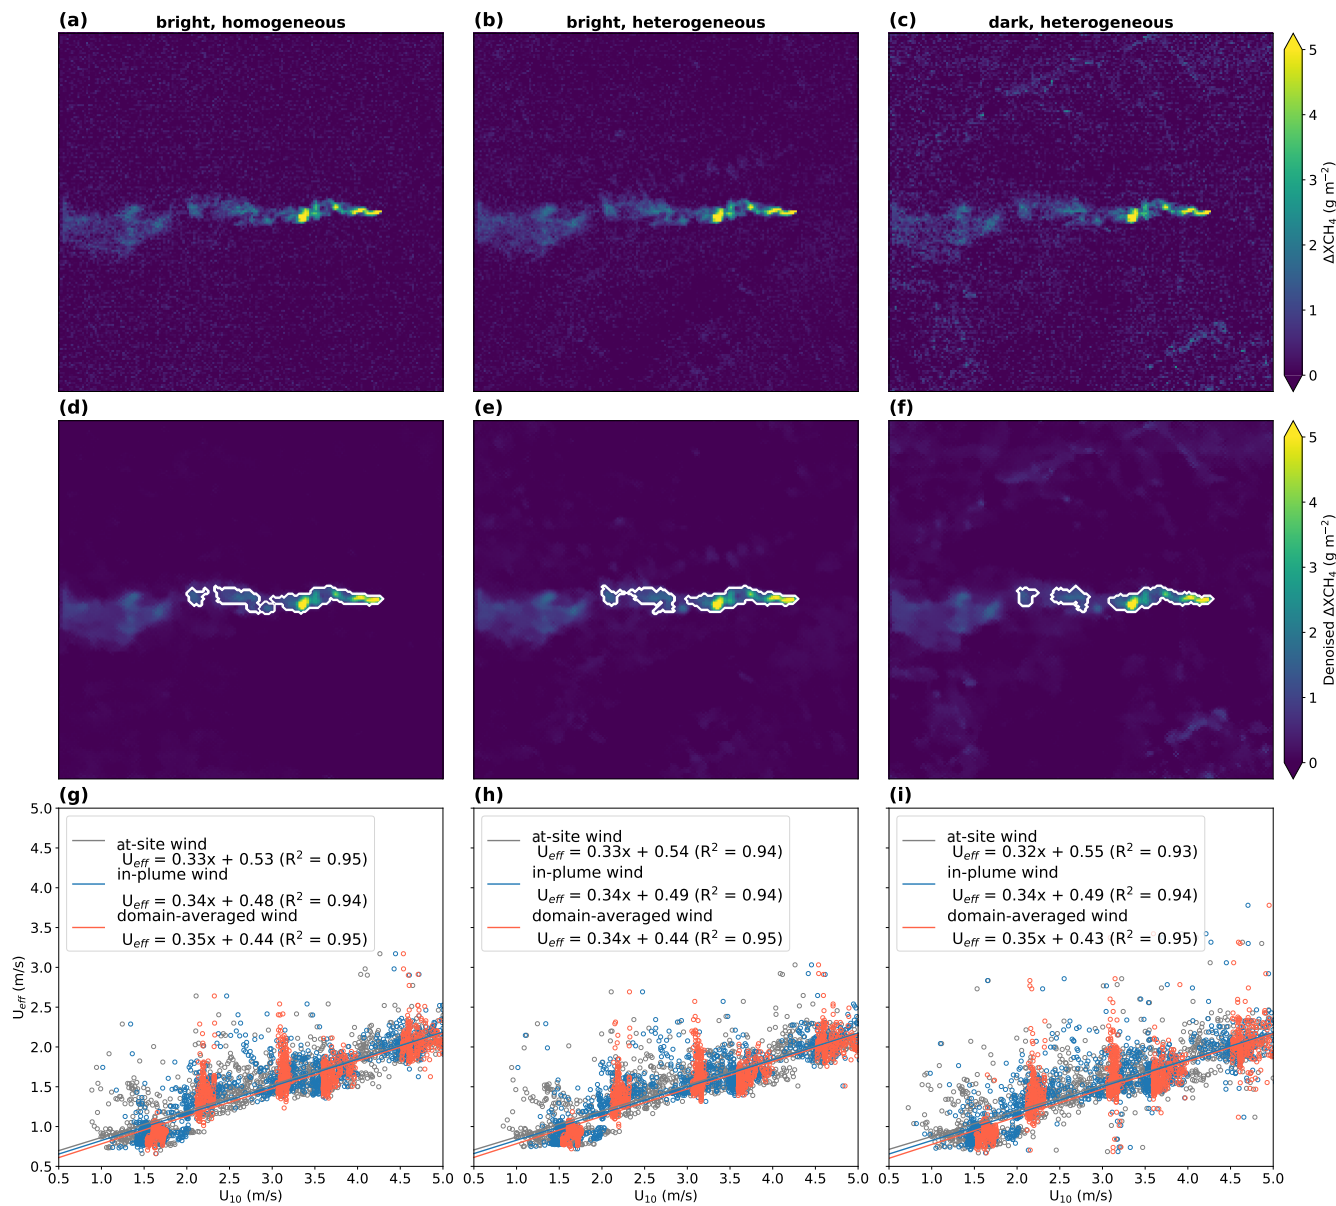 (a) bright, homogeneous
(b) bright, heterogeneous
(c) dark, heterogeneous
5
4
3
2
1
0
ΔXCH₄ (g m⁻²)
(d)
(e)
(f)
5
4
3
2
1
0
Denoised ΔXCH₄ (g m⁻²)
(g)
5.0
4.5
4.0
3.5
3.0
2.5
2.0
1.5
1.0
0.5
U_eff (m/s)
at-site wind
U_eff = 0.33x + 0.53 (R² = 0.95)
in-plume wind
U_eff = 0.34x + 0.48 (R² = 0.94)
domain-averaged wind
U_eff = 0.35x + 0.44 (R² = 0.95)
0.5 1.0 1.5 2.0 2.5 3.0 3.5 4.0 4.5 5.0
U₁₀ (m/s)
(h)
at-site wind
U_eff = 0.33x + 0.54 (R² = 0.94)
in-plume wind
U_eff = 0.34x + 0.49 (R² = 0.94)
domain-averaged wind
U_eff = 0.34x + 0.44 (R² = 0.95)
0.5 1.0 1.5 2.0 2.5 3.0 3.5 4.0 4.5 5.0
U₁₀ (m/s)
(i)
at-site wind
U_eff = 0.32x + 0.55 (R² = 0.93)
in-plume wind
U_eff = 0.34x + 0.49 (R² = 0.94)
domain-averaged wind
U_eff = 0.35x + 0.43 (R² = 0.95)
0.5 1.0 1.5 2.0 2.5 3.0 3.5 4.0 4.5 5.0
U₁₀ (m/s)